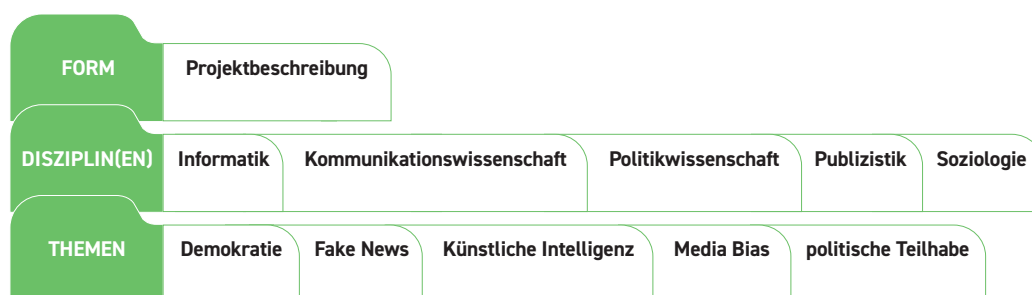 FORM Projektbeschreibung
DISZIPLIN(EN) Informatik Kommunikationswissenschaft Politikwissenschaft Publizistik Soziologie
THEMEN Demokratie Fake News Künstliche Intelligenz Media Bias politische Teilhabe